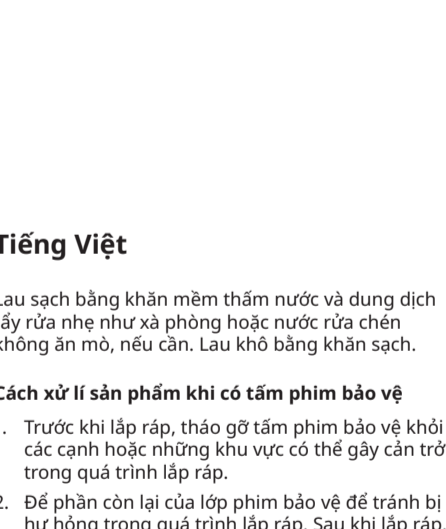 Tiếng Việt
Lau sạch bằng khăn mềm thấm nước và dung dịch
tẩy rửa nhẹ như xà phòng hoặc nước rửa chén
không ăn mò, nếu cần. Lau khô bằng khăn sạch.
Cách xử lí sản phẩm khi có tấm phim bảo vệ
1. Trước khi lắp ráp, tháo gỡ tấm phim bảo vệ khỏi
các cạnh hoặc những khu vực có thể gây cản trở
trong quá trình lắp ráp.
2. Để phần còn lại của lớp phim bảo vệ để tránh bị
hư hỏng trong quá trình lắp ráp. Sau khi lắp ráp,